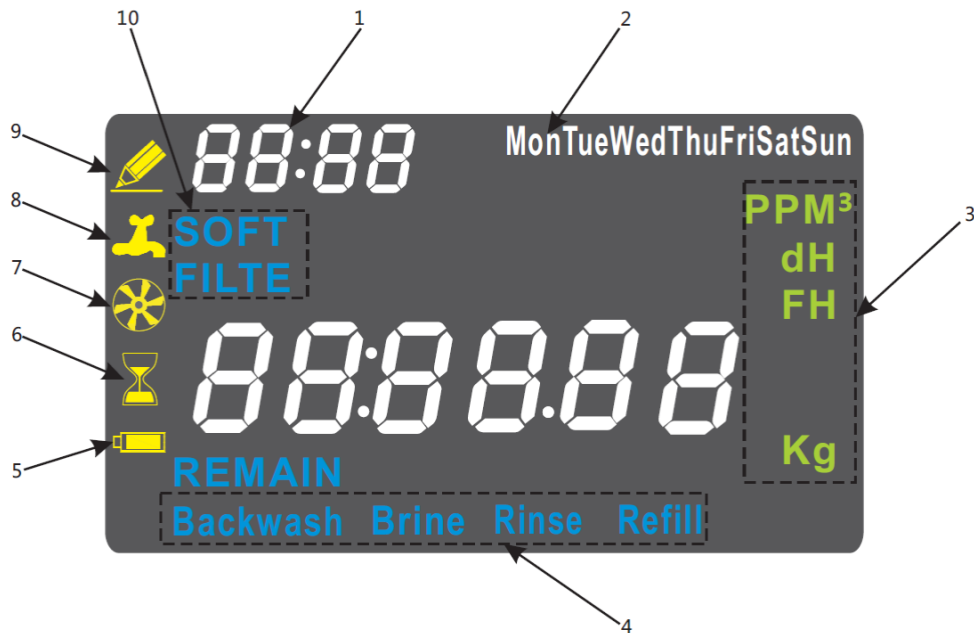 10 1 2
9 88:88 MonTueWedThuFriSatSun
8 SOFT PPM³ 3
FILTE dH
7 FH
6 88:88.88
5 Kg
REMAIN
Backwash Brine Rinse Refill
4